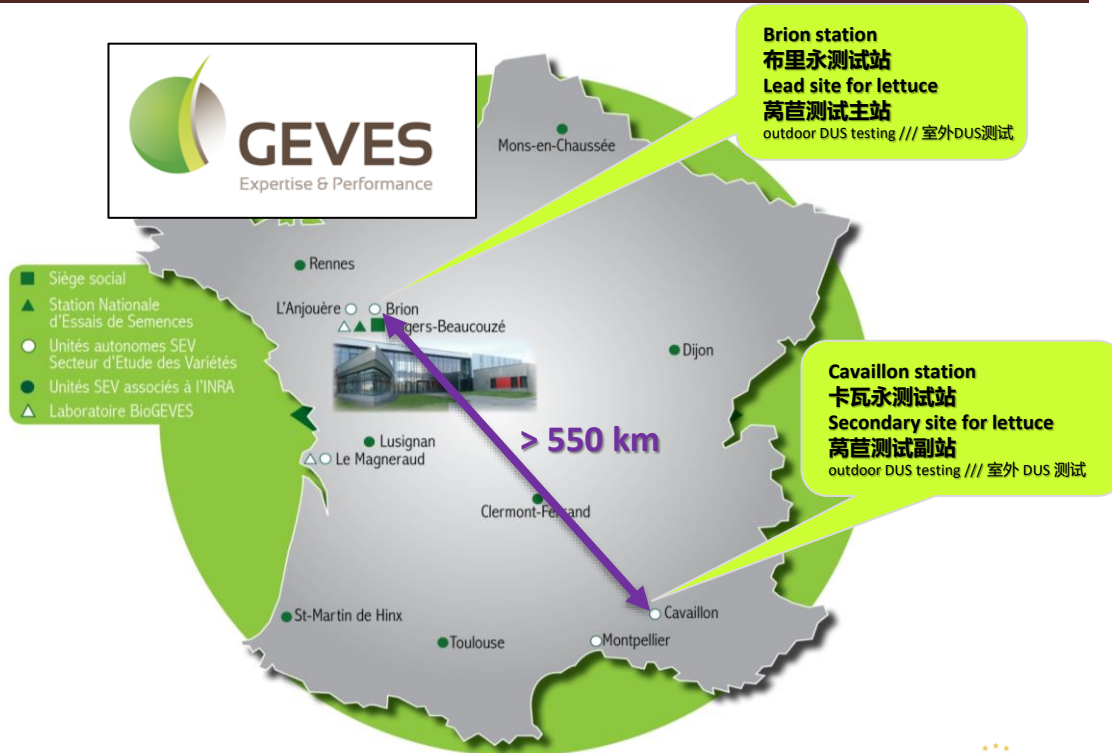 GEVES
Expertise & Performance
Brion station
布里永测试站
Lead site for lettuce
莴苣测试主站
outdoor DUS testing /// 室外DUS测试
Mons-en-Chaussée
Rennes
L'Anjouère
Brion
Siège social
Station Nationale
d'Essais de Semences
Unités autonomes SEV
Secteur d'Etude des Variétés
Unités SEV associés à l'INRA
Laboratoire BioGEVES
gers-Beaucouzé
Dijon
Cavaillon station
卡瓦永测试站
Secondary site for lettuce
莴苣测试副站
outdoor DUS testing /// 室外 DUS 测试
> 550 km
Lusignan
Le Magneraud
Clermont-Fe
and
St-Martin de Hinx
Toulouse
Montpellier
Cavaillon